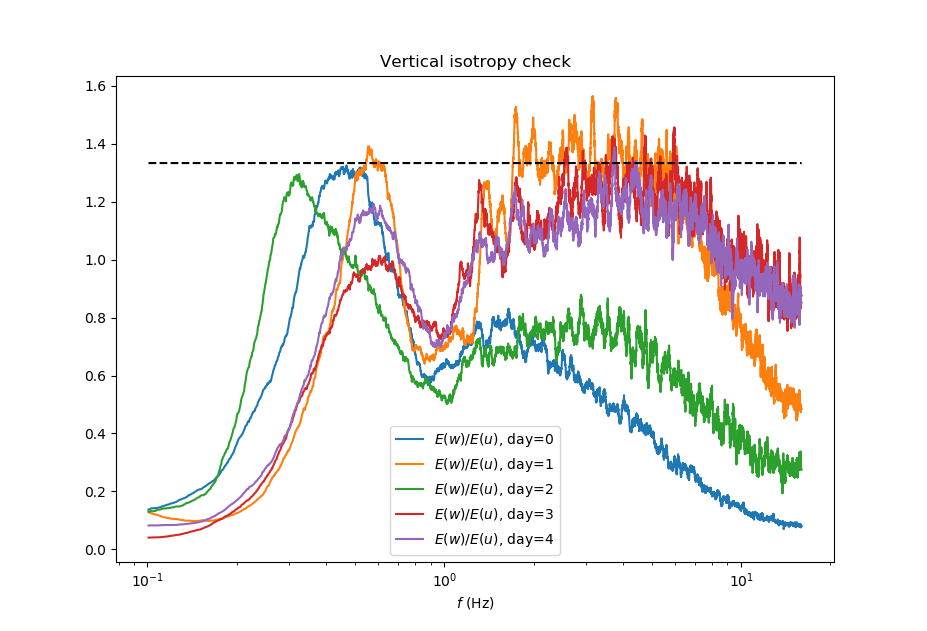 Vertical isotropy check
1.6
1.4
1.2
1.0
0.8
0.6
0.4
0.2
0.0
E(w)/E(u), day=0
E(w)/E(u), day=1
E(w)/E(u), day=2
E(w)/E(u), day=3
E(w)/E(u), day=4
10⁻¹ 10⁰ 10¹
f (Hz)